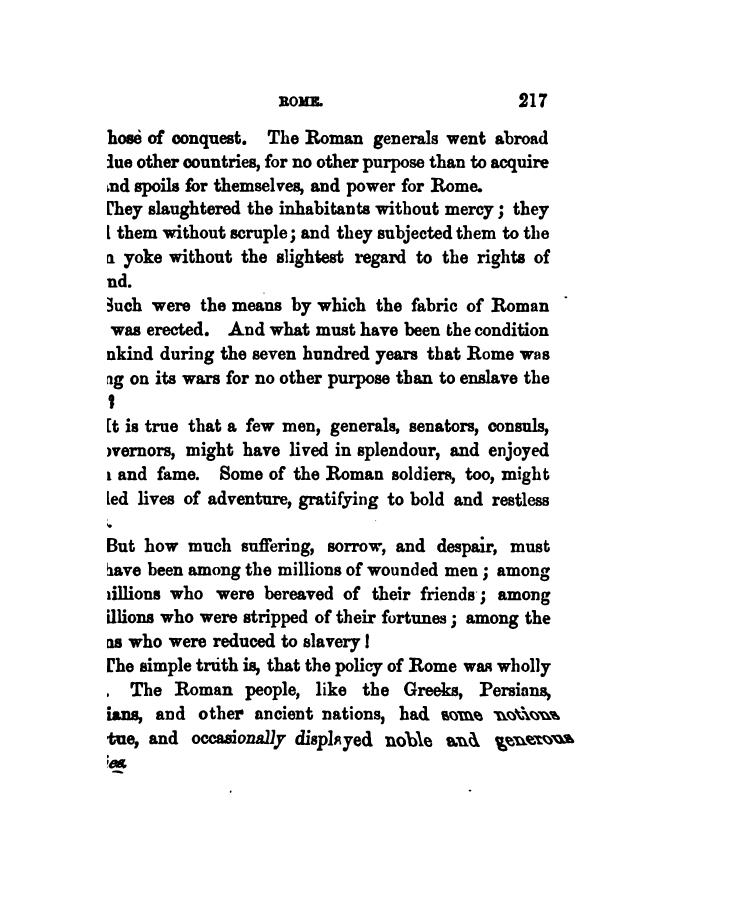 ROME. 217
hose of conquest. The Roman generals went abroad
lue other countries, for no other purpose than to acquire
nd spoils for themselves, and power for Rome.
They slaughtered the inhabitants without mercy; they
l them without scruple; and they subjected them to the
n yoke without the slightest regard to the rights of
nd.
Such were the means by which the fabric of Roman
was erected. And what must have been the condition
nkind during the seven hundred years that Rome was
ng on its wars for no other purpose than to enslave the
?
It is true that a few men, generals, senators, consuls,
overnors, might have lived in splendour, and enjoyed
and fame. Some of the Roman soldiers, too, might
led lives of adventure, gratifying to bold and restless
But how much suffering, sorrow, and despair, must
have been among the millions of wounded men; among
illions who were bereaved of their friends; among
illions who were stripped of their fortunes; among the
ns who were reduced to slavery!
The simple truth is, that the policy of Rome was wholly
. The Roman people, like the Greeks, Persians,
ians, and other ancient nations, had some notions
tue, and occasionally displayed noble and generous
es.